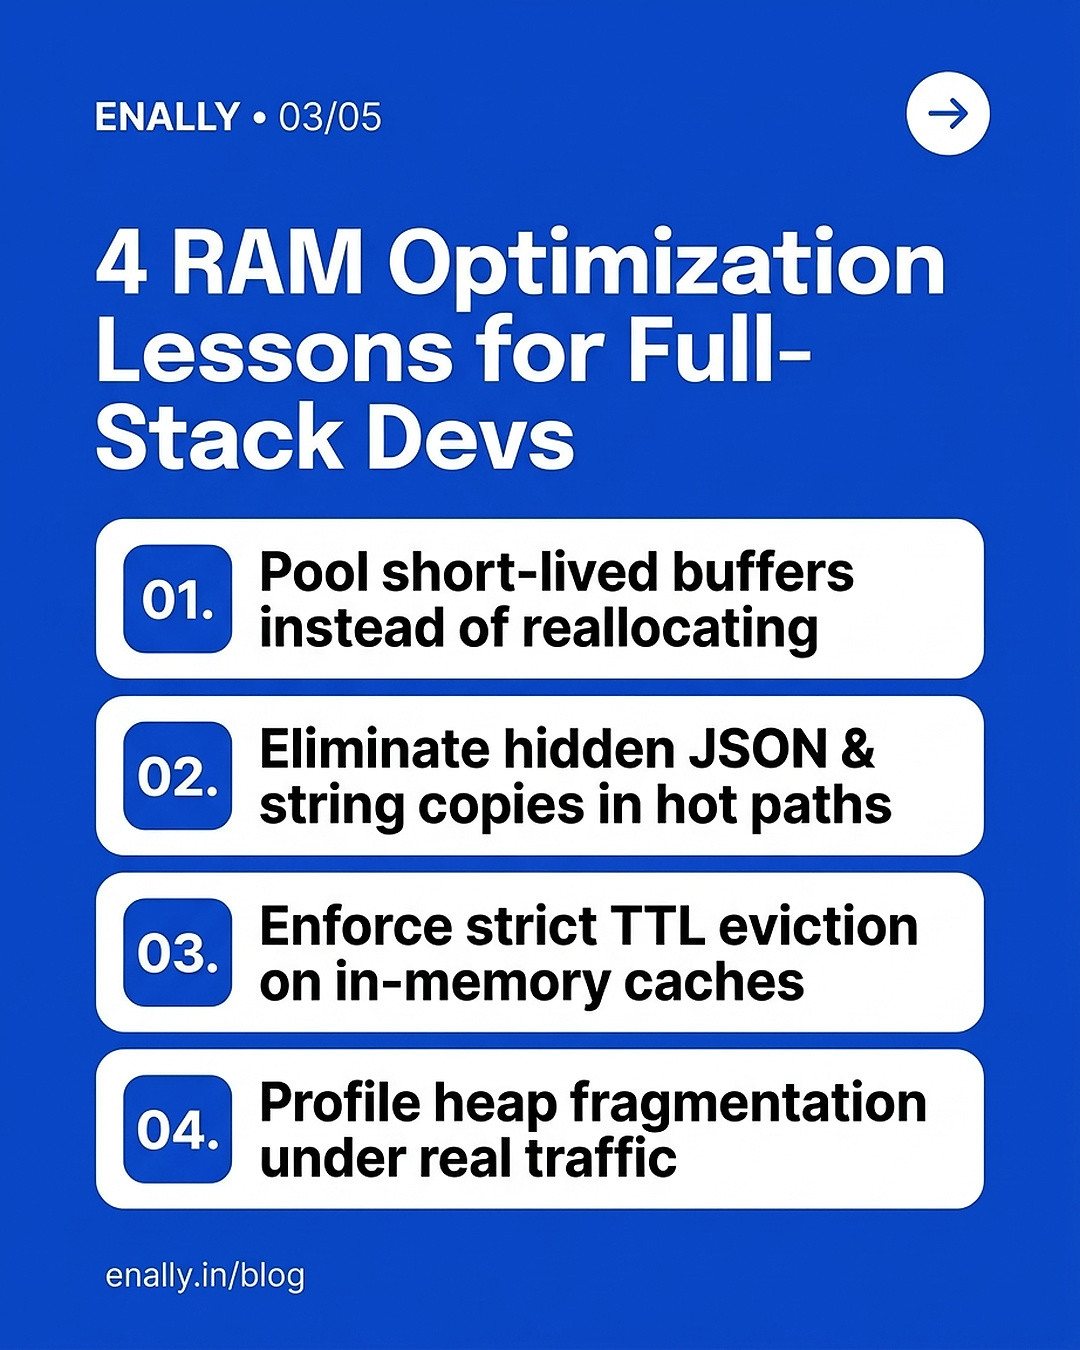 ENALLY • 03/05
4 RAM Optimization
Lessons for Full-
Stack Devs
01.
Pool short-lived buffers
instead of reallocating
02.
Eliminate hidden JSON &
string copies in hot paths
03.
Enforce strict TTL eviction
on in-memory caches
04.
Profile heap fragmentation
under real traffic
enally.in/blog